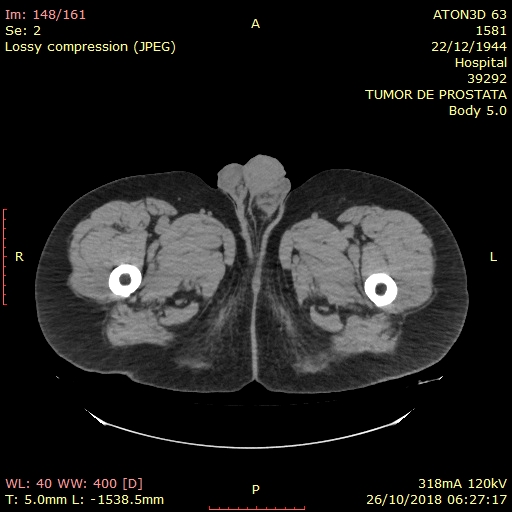 Im: 148/161
Se: 2
Lossy compression (JPEG)
A
ATON3D 63
1581
22/12/1944
Hospital
39292
TUMOR DE PROSTATA
Body 5.0
R
L
WL: 40 WW: 400 [D]
T: 5.0mm L: -1538.5mm
P
318mA 120kV
26/10/2018 06:27:17